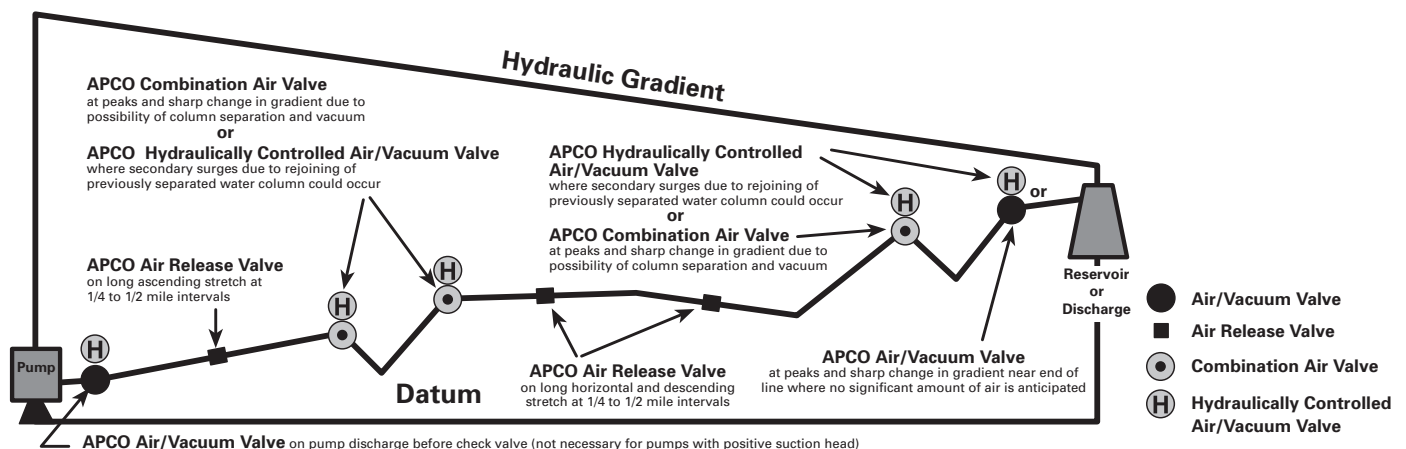 Hydraulic Gradient
APCO Combination Air Valve
at peaks and sharp change in gradient due to
possibility of column separation and vacuum
or
APCO Hydraulically Controlled Air/Vacuum Valve
where secondary surges due to rejoining of
previously separated water column could occur
APCO Hydraulically Controlled
Air/Vacuum Valve
where secondary surges due to rejoining of
previously separated water column could occur
or
APCO Combination Air Valve
at peaks and sharp change in gradient due to
possibility of column separation and vacuum
H
H
or
APCO Air Release Valve
on long ascending stretch at
1/4 to 1/2 mile intervals
H
H
H
Pump
Reservoir
or
Discharge
APCO Air Release Valve
on long horizontal and descending
stretch at 1/4 to 1/2 mile intervals
APCO Air/Vacuum Valve
at peaks and sharp change in gradient near end of
line where no significant amount of air is anticipated
Datum
APCO Air/Vacuum Valve on pump discharge before check valve (not necessary for pumps with positive suction head)
Air/Vacuum Valve
Air Release Valve
Combination Air Valve
H
Hydraulically Controlled
Air/Vacuum Valve